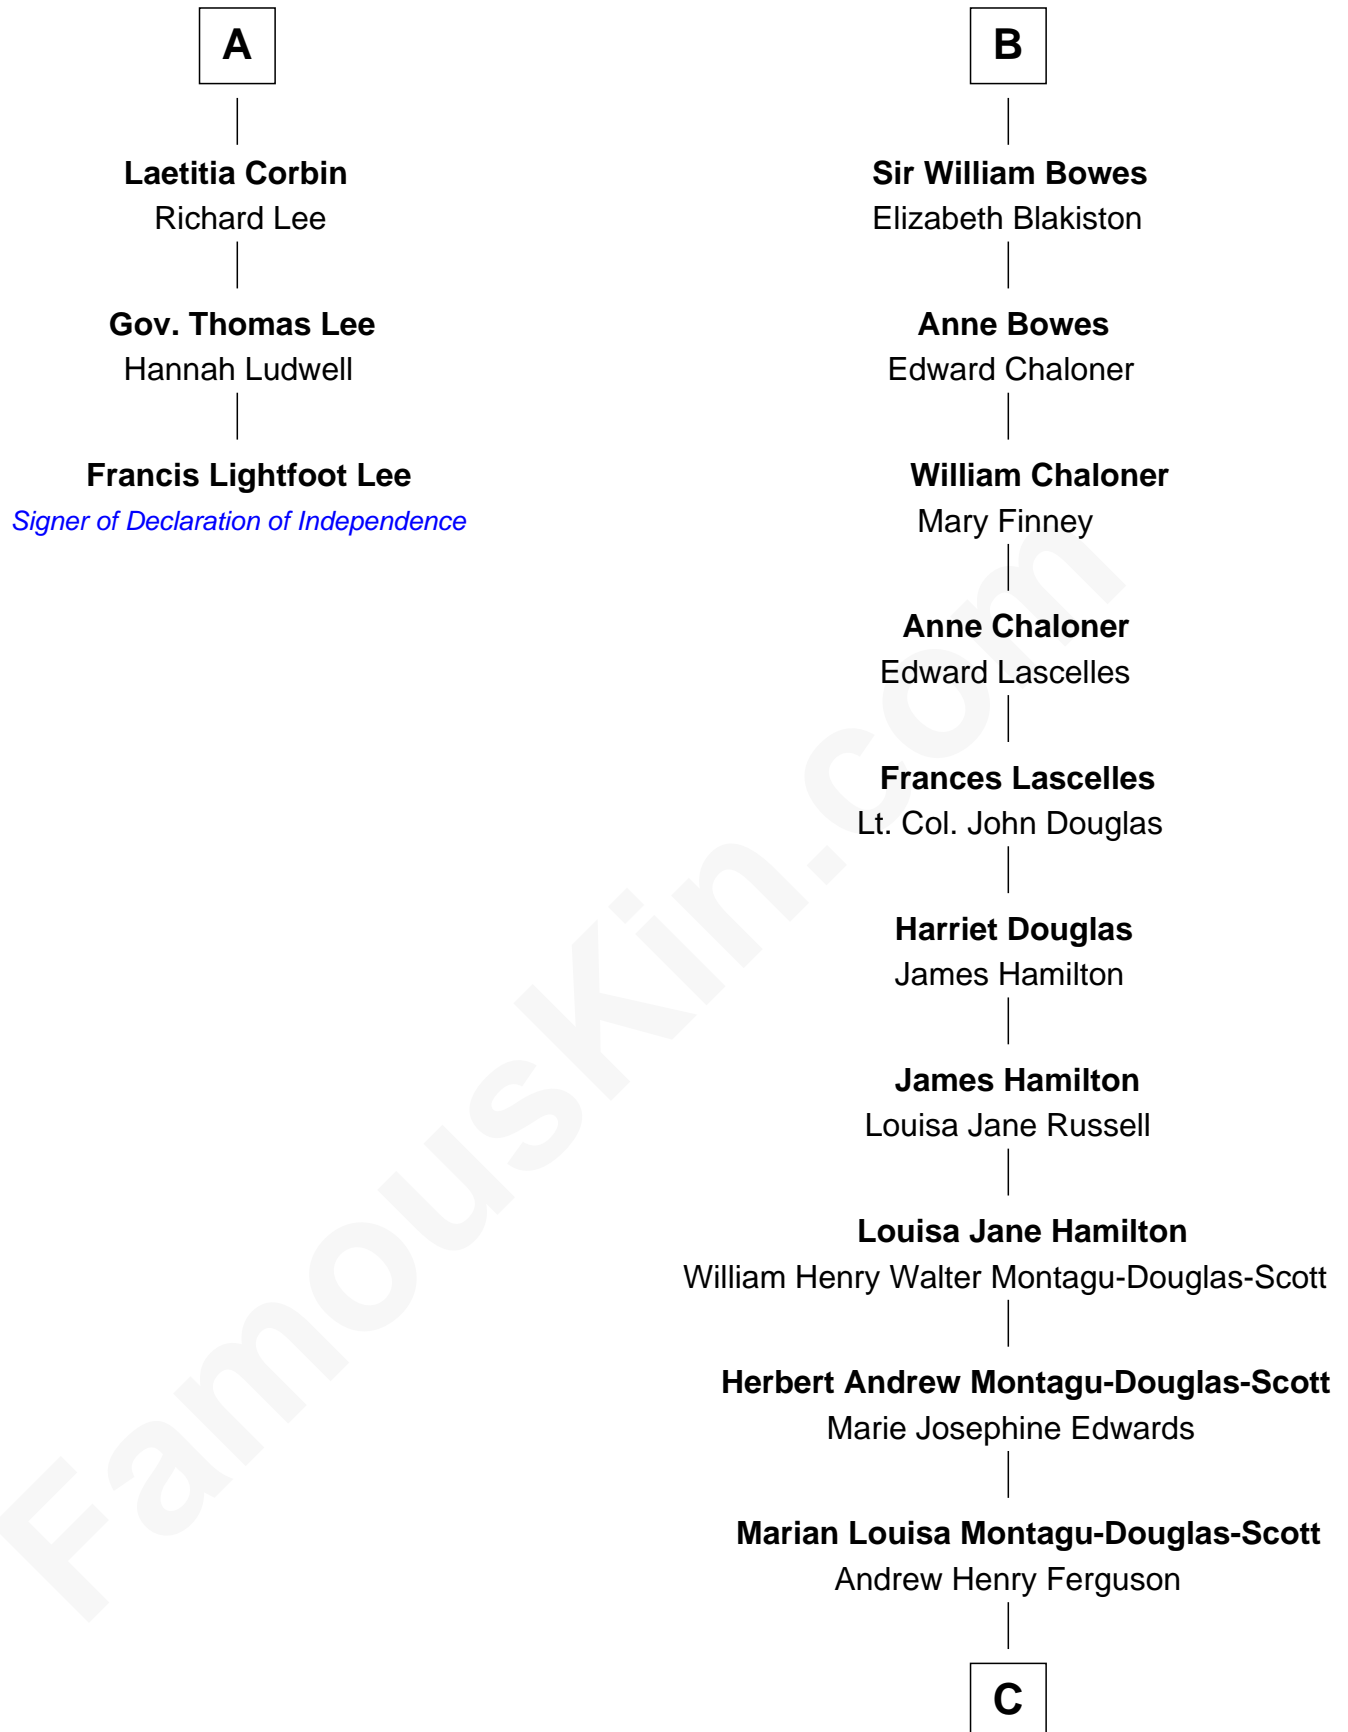 A
Laetitia Corbin
Richard Lee
Gov. Thomas Lee
Hannah Ludwell
Francis Lightfoot Lee
Signer of Declaration of Independence
B
Sir William Bowes
Elizabeth Blakiston
Anne Bowes
Edward Chaloner
William Chaloner
Mary Finney
Anne Chaloner
Edward Lascelles
Frances Lascelles
Lt. Col. John Douglas
Harriet Douglas
James Hamilton
James Hamilton
Louisa Jane Russell
Louisa Jane Hamilton
William Henry Walter Montagu-Douglas-Scott
Herbert Andrew Montagu-Douglas-Scott
Marie Josephine Edwards
Marian Louisa Montagu-Douglas-Scott
Andrew Henry Ferguson
C
FamousKin.com